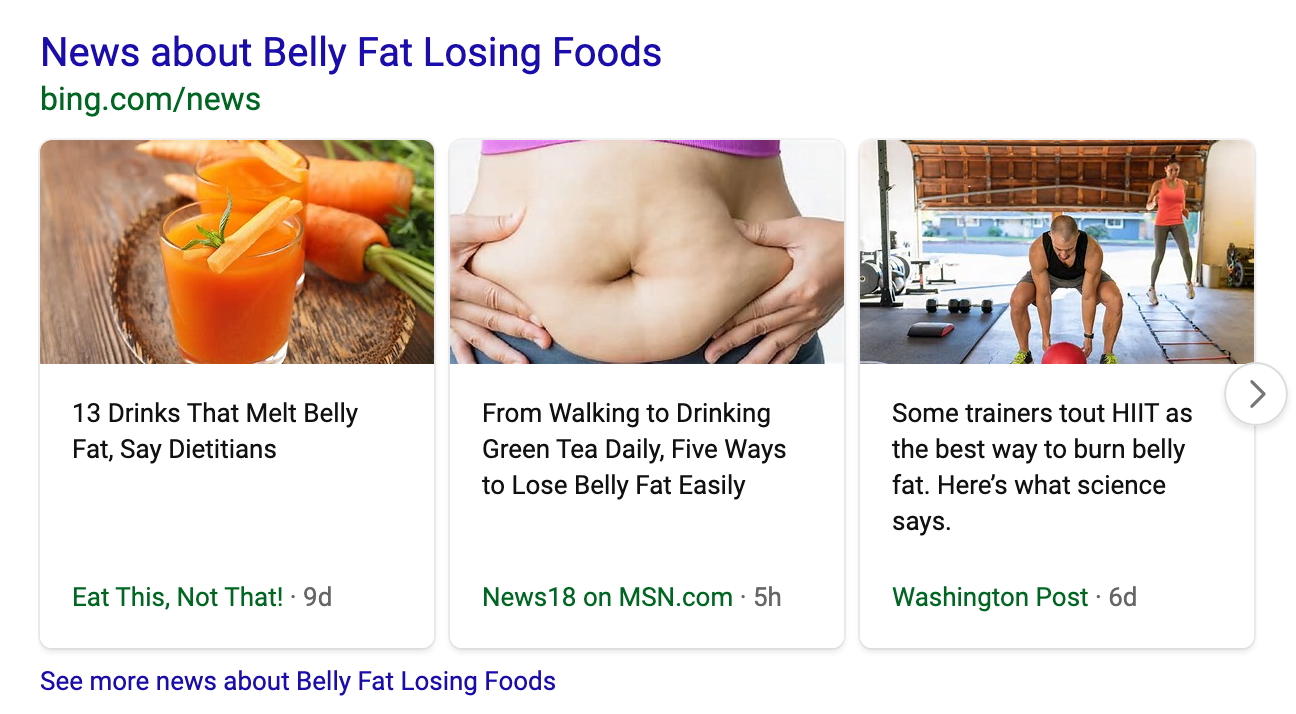 News about Belly Fat Losing Foods
bing.com/news
13 Drinks That Melt Belly
Fat, Say Dietitians
Eat This, Not That! · 9d
From Walking to Drinking
Green Tea Daily, Five Ways
to Lose Belly Fat Easily
News18 on MSN.com · 5h
Some trainers tout HIIT as
the best way to burn belly
fat. Here’s what science
says.
Washington Post · 6d
See more news about Belly Fat Losing Foods